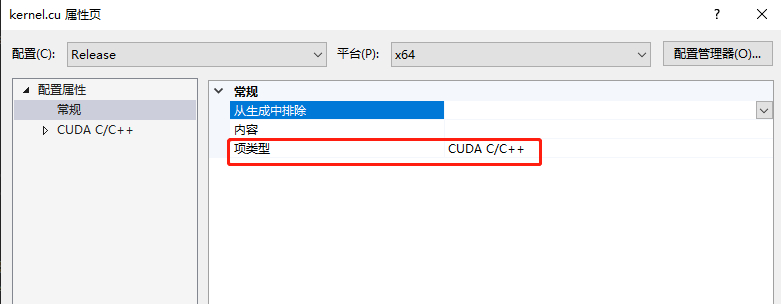 kernel.cu 属性页
配置(C): Release 平台(P): x64 配置管理器(O)...
配置属性
常规
CUDA C/C++
常规
从生成中排除
内容
项类型 CUDA C/C++